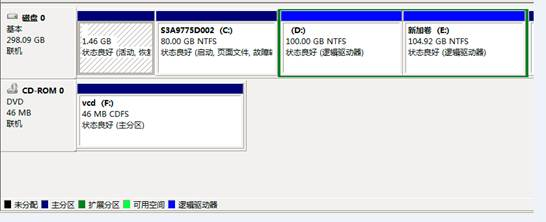 磁盘 0
基本
298.09 GB
联机
1.46 GB
状态良好 (活动, 恢复
S3A9775D002 (C:)
80.00 GB NTFS
状态良好 (启动, 页面文件, 故障转
(D:)
100.00 GB NTFS
状态良好 (逻辑驱动器)
新加卷 (E:)
104.92 GB NTFS
状态良好 (逻辑驱动器)
CD-ROM 0
DVD
46 MB
联机
vcd (F:)
46 MB CDFS
状态良好 (主分区)
未分配 主分区 扩展分区 可用空间 逻辑驱动器